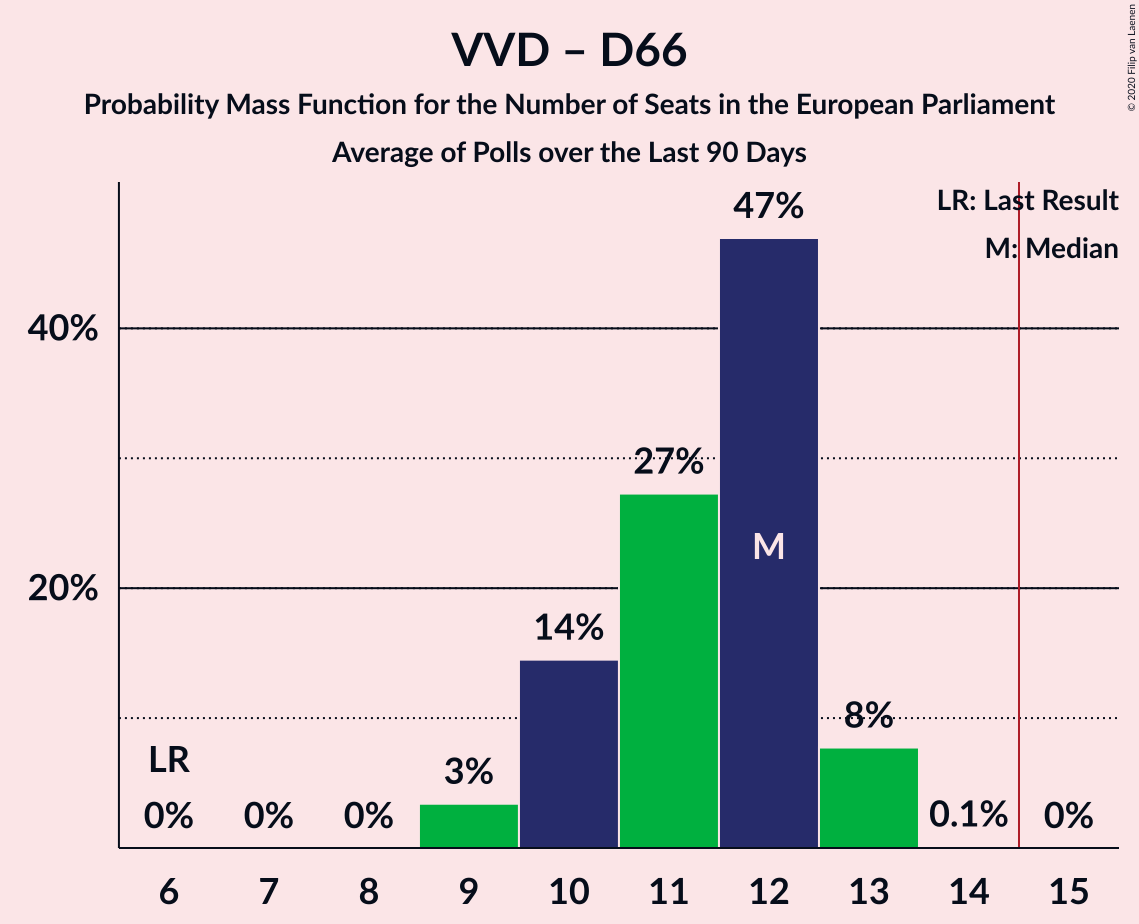 VVD – D66
Probability Mass Function for the Number of Seats in the European Parliament
Average of Polls over the Last 90 Days
© 2020 Filip van Laenen
LR: Last Result
M: Median
47%
40%
27%
M
20%
14%
8%
LR
3%
0%
0%
0%
0.1%
0%
6 7 8 9 10 11 12 13 14 15